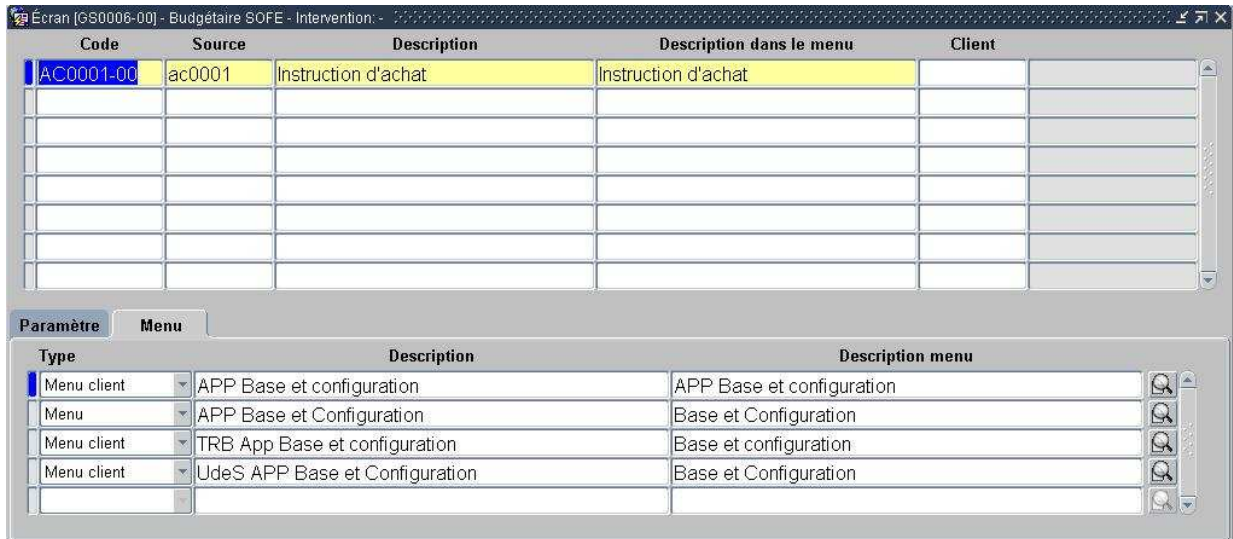 Écran [GS0006-00] - Budgétaire SOFE - Intervention: -
Code Source Description Description dans le menu Client
AC0001-00 ac0001 Instruction d'achat Instruction d'achat
Paramètre Menu
Type Description Description menu
Menu client APP Base et configuration APP Base et configuration
Menu APP Base et Configuration Base et Configuration
Menu client TRB App Base et configuration Base et configuration
Menu client UdeS APP Base et Configuration Base et Configuration